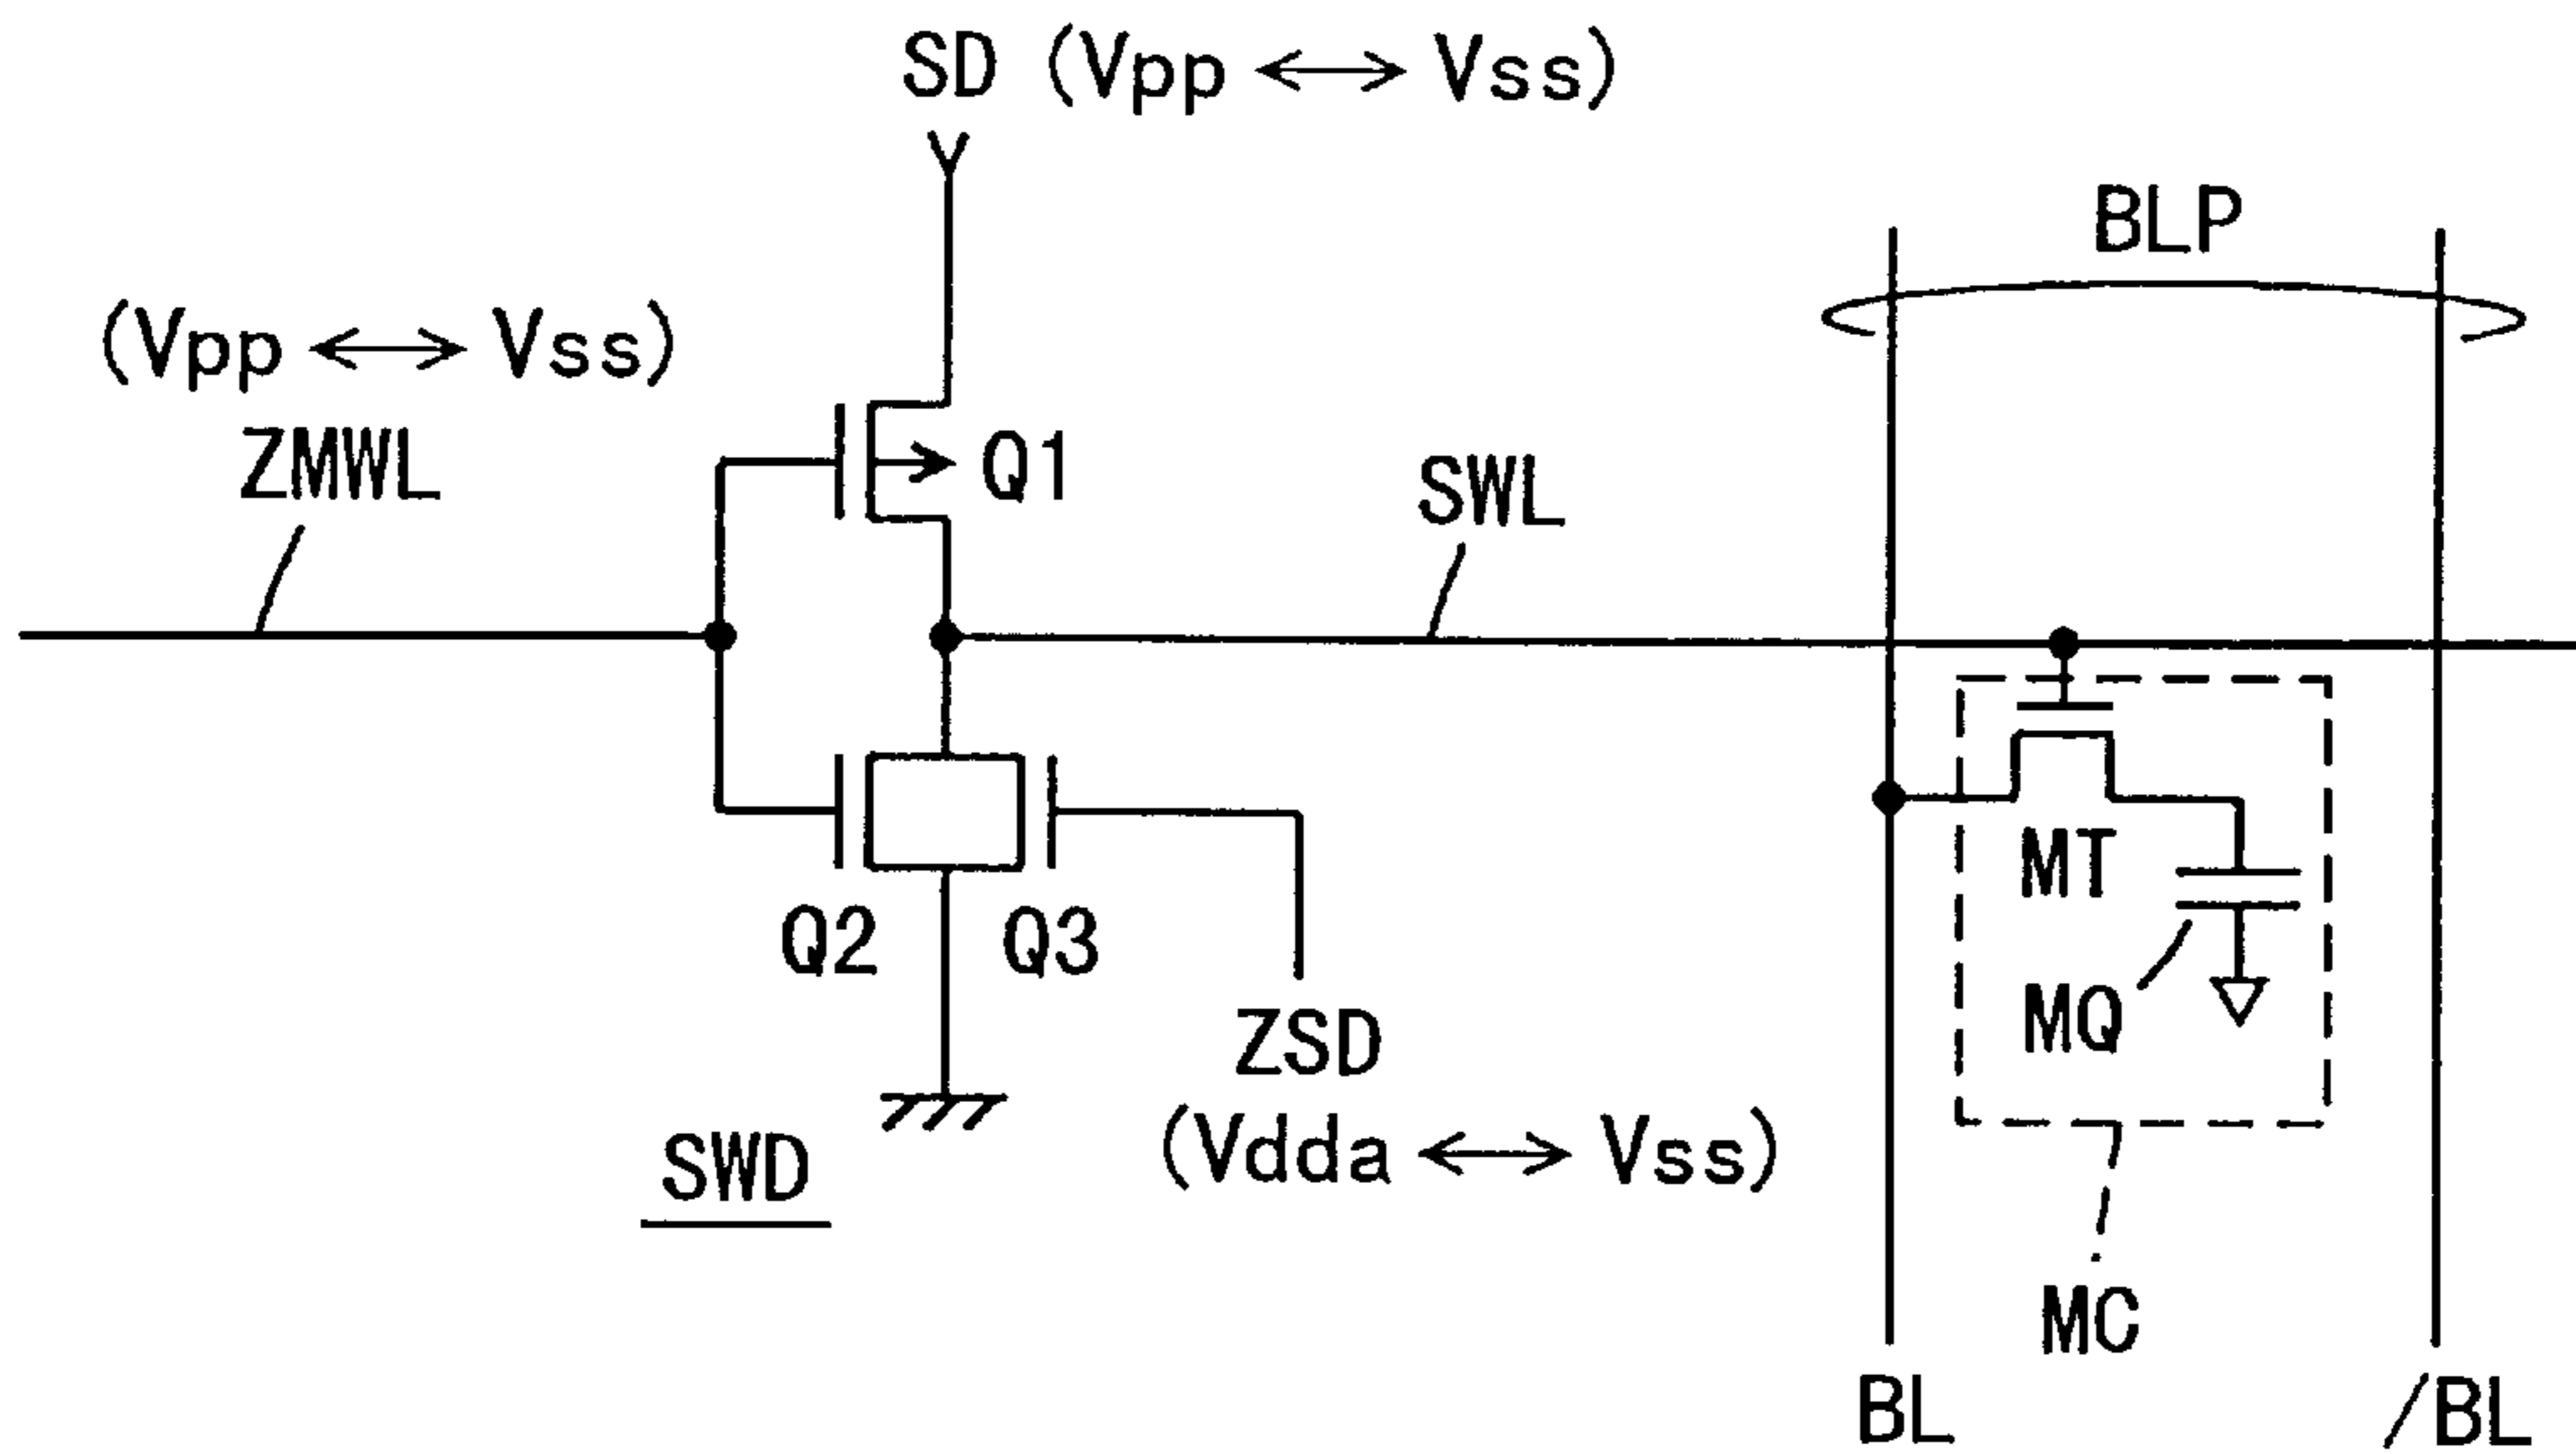 SD (Vpp ↔ Vss)
BLP
(Vpp ↔ Vss)
ZMWL
Q1
SWL
MT
Q2
Q3
MQ
ZSD
(Vdda ↔ Vss)
SWD
MC
BL
/BL